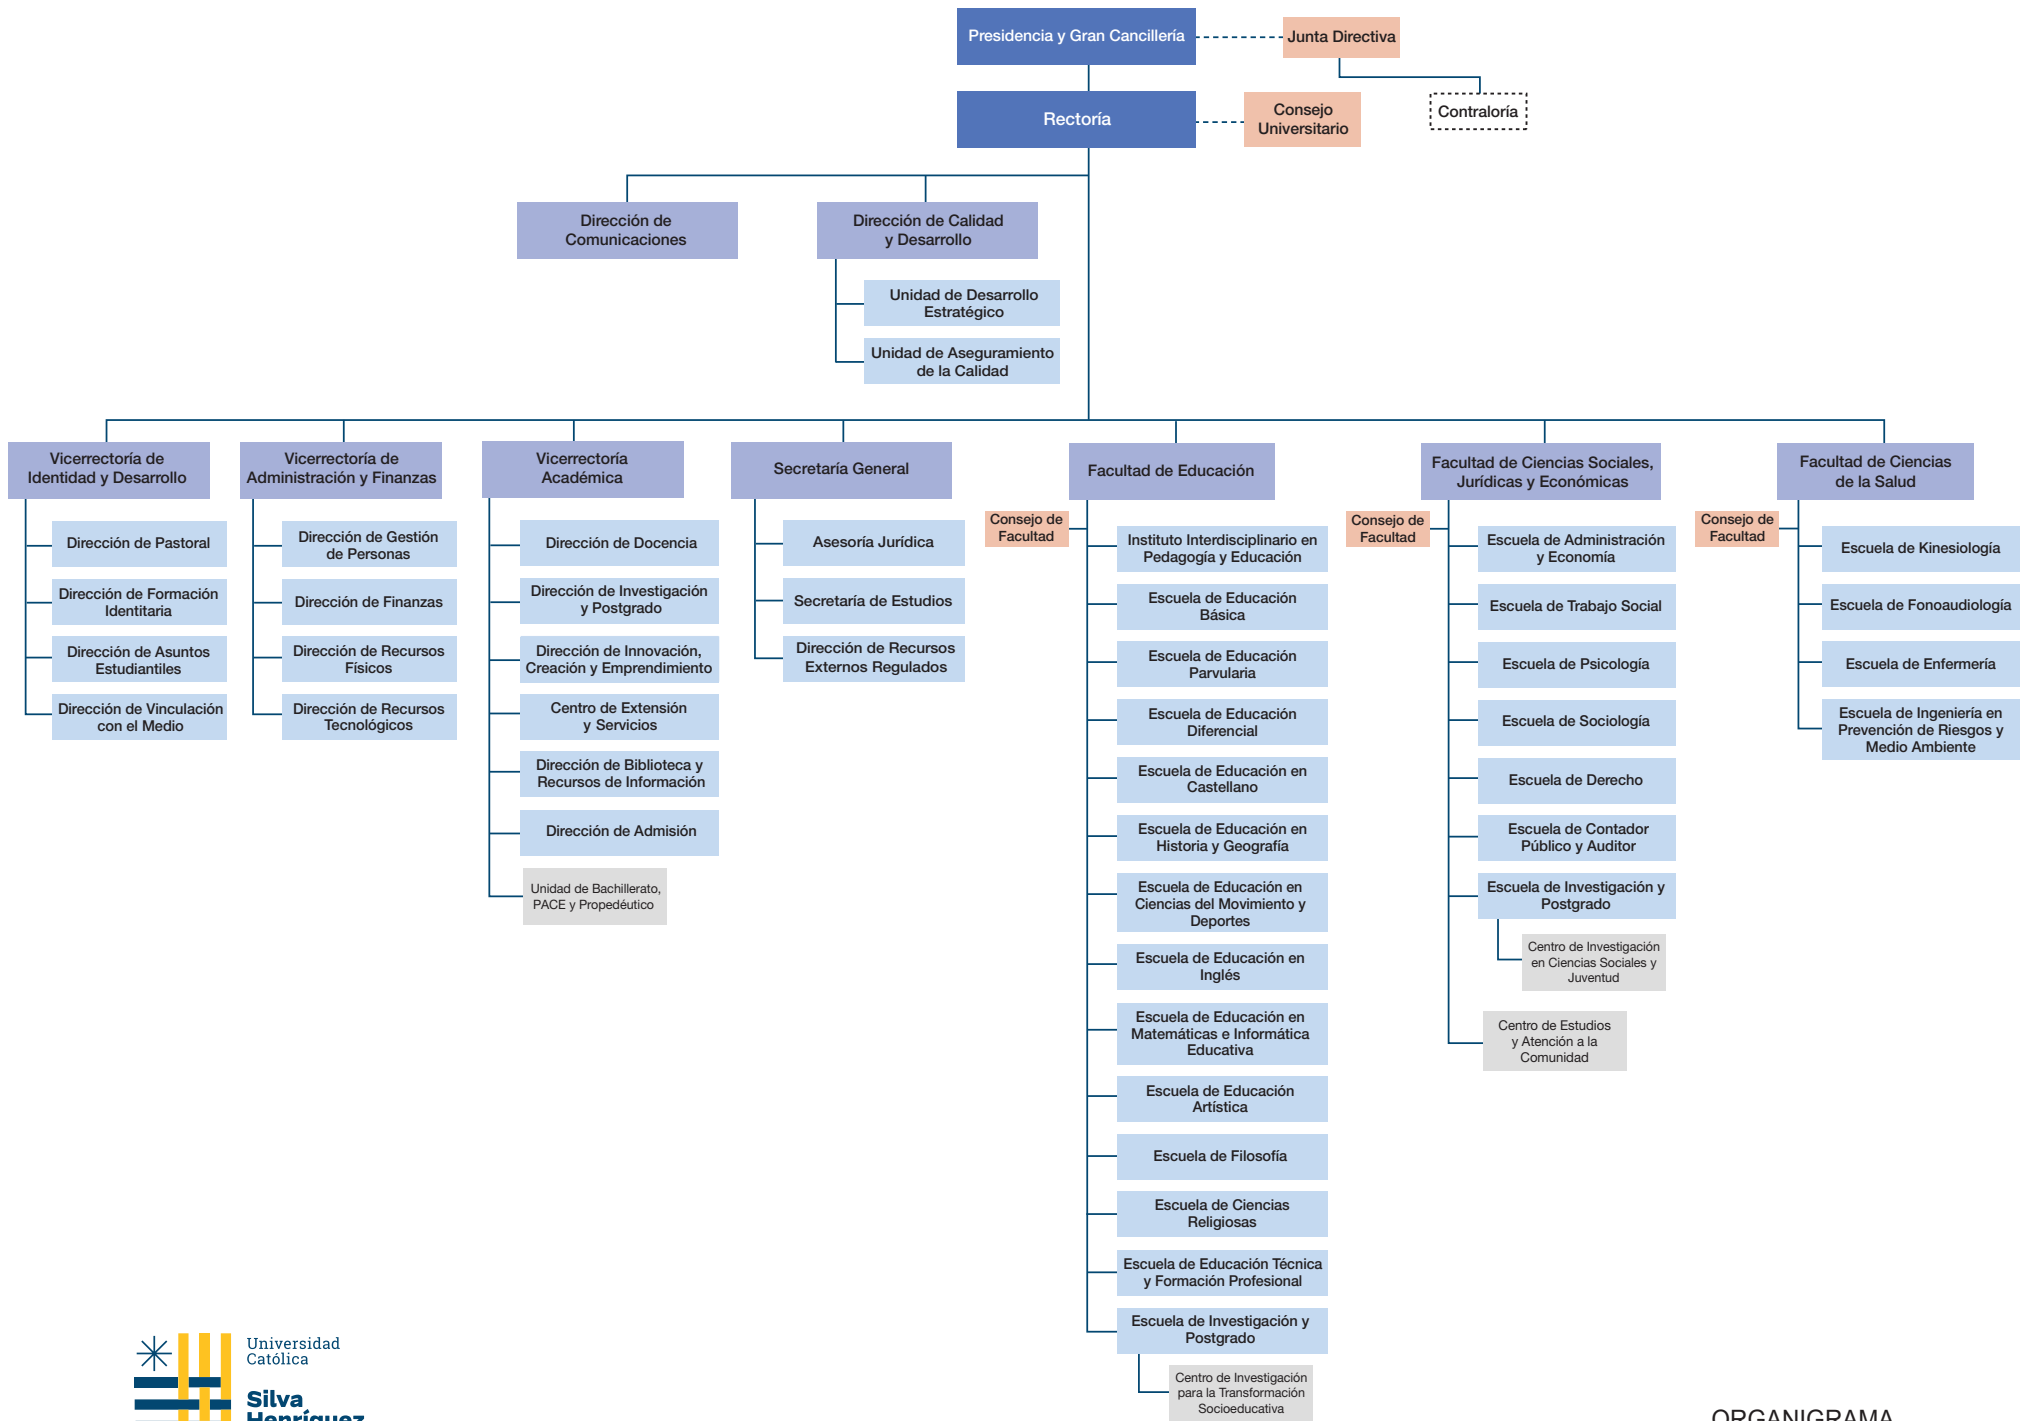 Presidencia y Gran Cancillería
Junta Directiva
Rectoría
Consejo
Universitario
Contraloría
Dirección de
Comunicaciones
Dirección de Calidad
y Desarrollo
Unidad de Desarrollo
Estratégico
Unidad de Aseguramiento
de la Calidad
Vicerrectoría de
Identidad y Desarrollo
Dirección de Pastoral
Dirección de Formación
Identitaria
Dirección de Asuntos
Estudiantiles
Dirección de Vinculación
con el Medio
Vicerrectoría de
Administración y Finanzas
Dirección de Gestión
de Personas
Dirección de Finanzas
Dirección de Recursos
Físicos
Dirección de Recursos
Tecnológicos
Vicerrectoría
Académica
Dirección de Docencia
Dirección de Investigación
y Postgrado
Dirección de Innovación,
Creación y Emprendimiento
Centro de Extensión
y Servicios
Dirección de Biblioteca y
Recursos de Información
Dirección de Admisión
Unidad de Bachillerato,
PACE y Propedéutico
Secretaría General
Asesoría Jurídica
Secretaría de Estudios
Dirección de Recursos
Externos Regulados
Facultad de Educación
Consejo de
Facultad
Instituto Interdisciplinario en
Pedagogía y Educación
Escuela de Educación
Básica
Escuela de Educación
Parvularia
Escuela de Educación
Diferencial
Escuela de Educación en
Castellano
Escuela de Educación en
Historia y Geografía
Escuela de Educación en
Ciencias del Movimiento y
Deportes
Escuela de Educación en
Inglés
Escuela de Educación en
Matemáticas e Informática
Educativa
Escuela de Educación
Artística
Escuela de Filosofía
Escuela de Ciencias
Religiosas
Escuela de Educación Técnica
y Formación Profesional
Escuela de Investigación y
Postgrado
Centro de Investigación
para la Transformación
Socioeducativa
Facultad de Ciencias Sociales,
Jurídicas y Económicas
Consejo de
Facultad
Escuela de Administración
y Economía
Escuela de Trabajo Social
Escuela de Psicología
Escuela de Sociología
Escuela de Derecho
Escuela de Contador
Público y Auditor
Escuela de Investigación y
Postgrado
Centro de Investigación
en Ciencias Sociales y
Juventud
Centro de Estudios
y Atención a la
Comunidad
Facultad de Ciencias
de la Salud
Consejo de
Facultad
Escuela de Kinesiología
Escuela de Fonoaudiología
Escuela de Enfermería
Escuela de Ingeniería en
Prevención de Riesgos y
Medio Ambiente
Universidad
Católica
Silva
Henríquez
ORGANIGRAMA